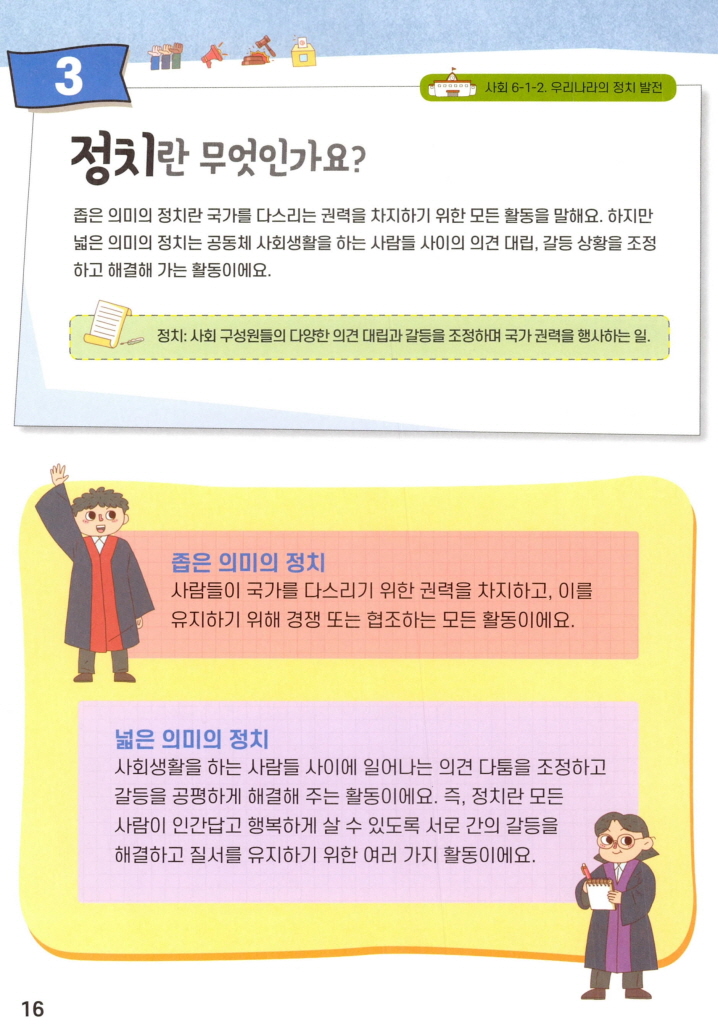 3
사회 6-1-2. 우리나라의 정치 발전
정치란 무엇인가요?
좁은 의미의 정치란 국가를 다스리는 권력을 차지하기 위한 모든 활동을 말해요. 하지만
넓은 의미의 정치는 공동체 사회생활을 하는 사람들 사이의 의견 대립, 갈등 상황을 조정
하고 해결해 가는 활동이에요.
정치: 사회 구성원들의 다양한 의견 대립과 갈등을 조정하며 국가 권력을 행사하는 일.
좁은 의미의 정치
사람들이 국가를 다스리기 위한 권력을 차지하고, 이를
유지하기 위해 경쟁 또는 협조하는 모든 활동이에요.
넓은 의미의 정치
사회생활을 하는 사람들 사이에 일어나는 의견 다툼을 조정하고
갈등을 공평하게 해결해 주는 활동이에요. 즉, 정치란 모든
사람이 인간답고 행복하게 살 수 있도록 서로 간의 갈등을
해결하고 질서를 유지하기 위한 여러 가지 활동이에요.
16